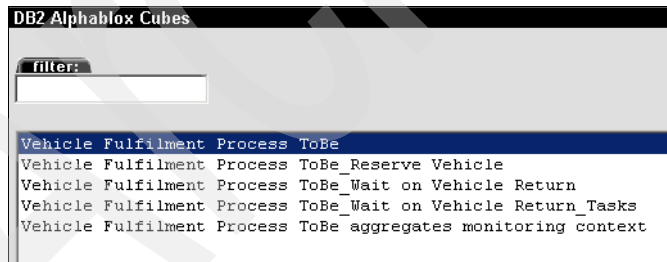 DB2 Alphablox Cubes
filter:
Vehicle Fulfilment Process ToBe
Vehicle Fulfilment Process ToBe_Reserve Vehicle
Vehicle Fulfilment Process ToBe_Wait on Vehicle Return
Vehicle Fulfilment Process ToBe_Wait on Vehicle Return_Tasks
Vehicle Fulfilment Process ToBe aggregates monitoring context